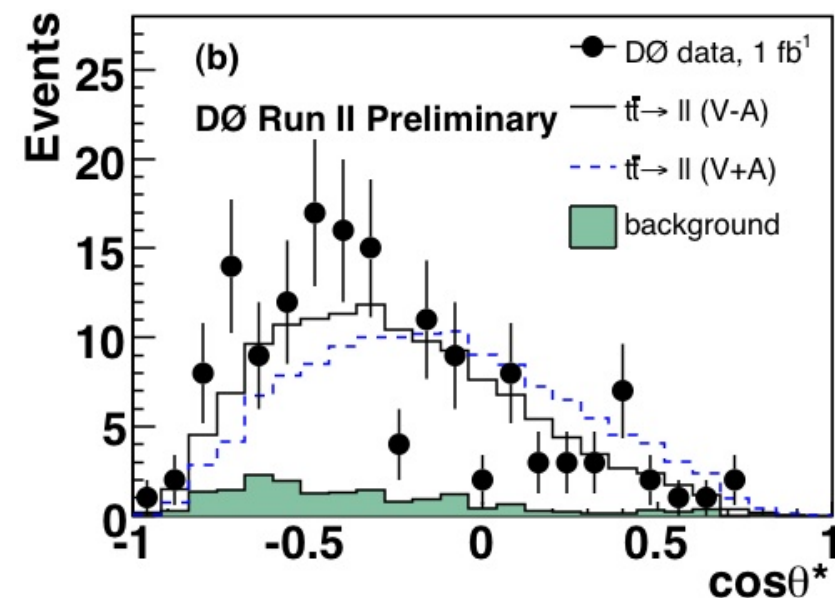 Events
25
20
15
10
5
0
(b)
DØ Run II Preliminary
DØ data, 1 fb⁻¹
tt̄→ ll (V-A)
tt̄→ ll (V+A)
background
-1 -0.5 0 0.5 1
cosθ*